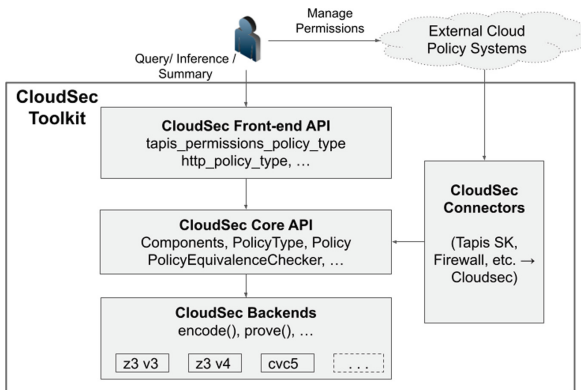 Manage
Permissions
External Cloud
Policy Systems
Query/ Inference /
Summary
CloudSec
Toolkit
CloudSec Front-end API
tapis_permissions_policy_type
http_policy_type, …
CloudSec Core API
Components, PolicyType, Policy
PolicyEquivalenceChecker, …
CloudSec
Connectors
(Tapis SK,
Firewall, etc. →
Cloudsec)
CloudSec Backends
encode(), prove(), …
z3 v3
z3 v4
cvc5
. . .